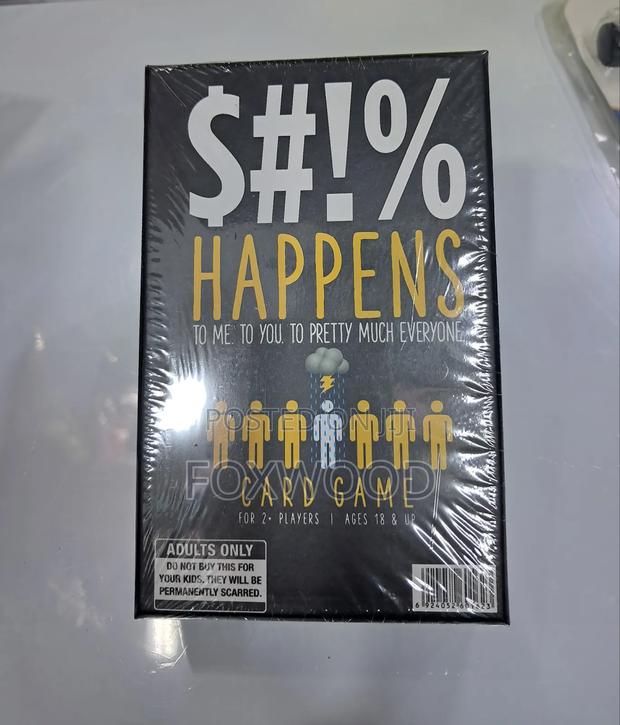 $#!%
HAPPENS
TO ME. TO YOU. TO PRETTY MUCH EVERYONE.
POSTED ON JIJI
FOXWOOD
CARD GAME
FOR 2+ PLAYERS | AGES 18 & UP
ADULTS ONLY
DO NOT BUY THIS FOR
YOUR KIDS. THEY WILL BE
PERMANENTLY SCARRED.